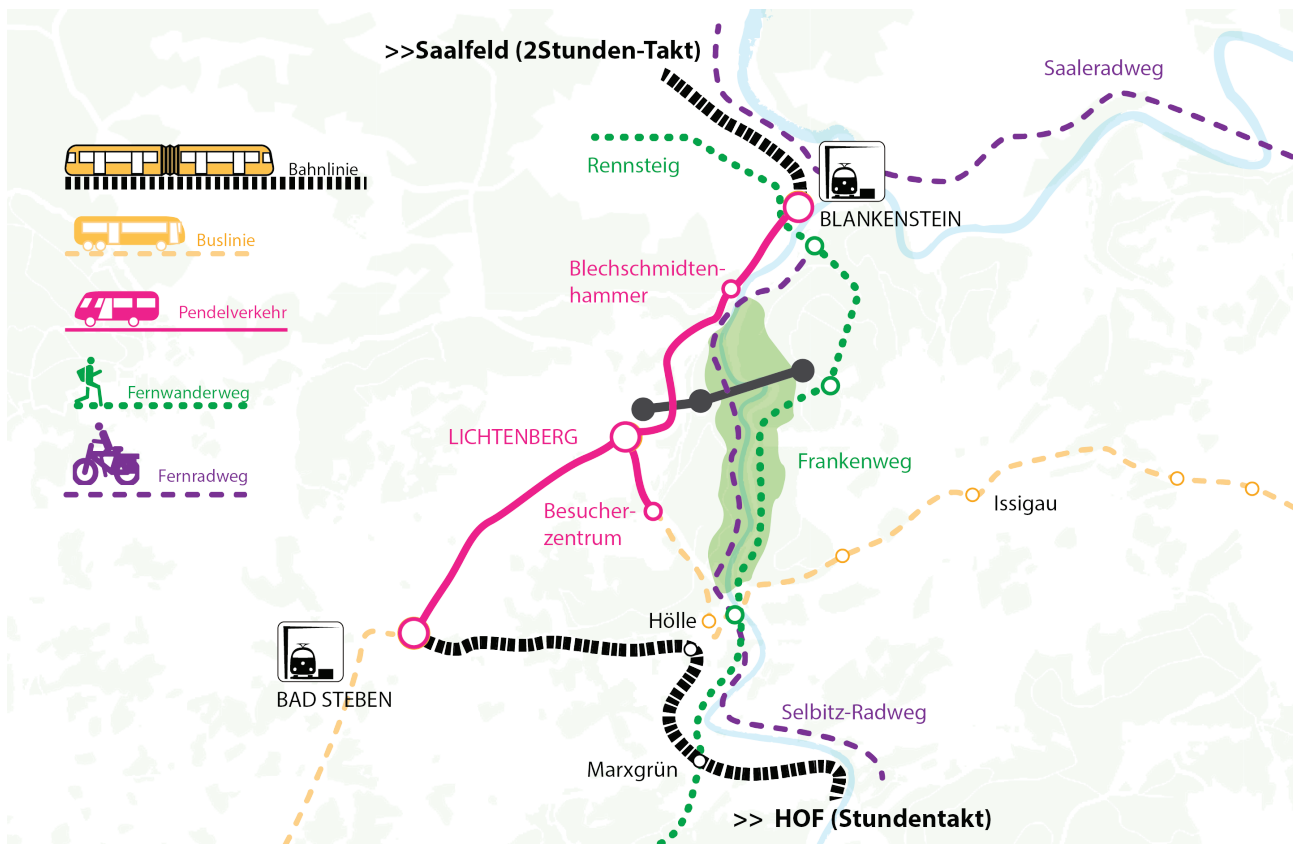 >>Saalfeld (2Stunden-Takt)
Saaleradweg
Rennsteig
Bahnlinie
BLANKENSTEIN
Buslinie
Blechschmidten-
hammer
Pendelverkehr
Fernwanderweg
LICHTENBERG
Frankenweg
Fernradweg
Besucher-
zentrum
Issigau
Hölle
BAD STEBEN
Selbitz-Radweg
Marxgrün
>> HOF (Stundentakt)